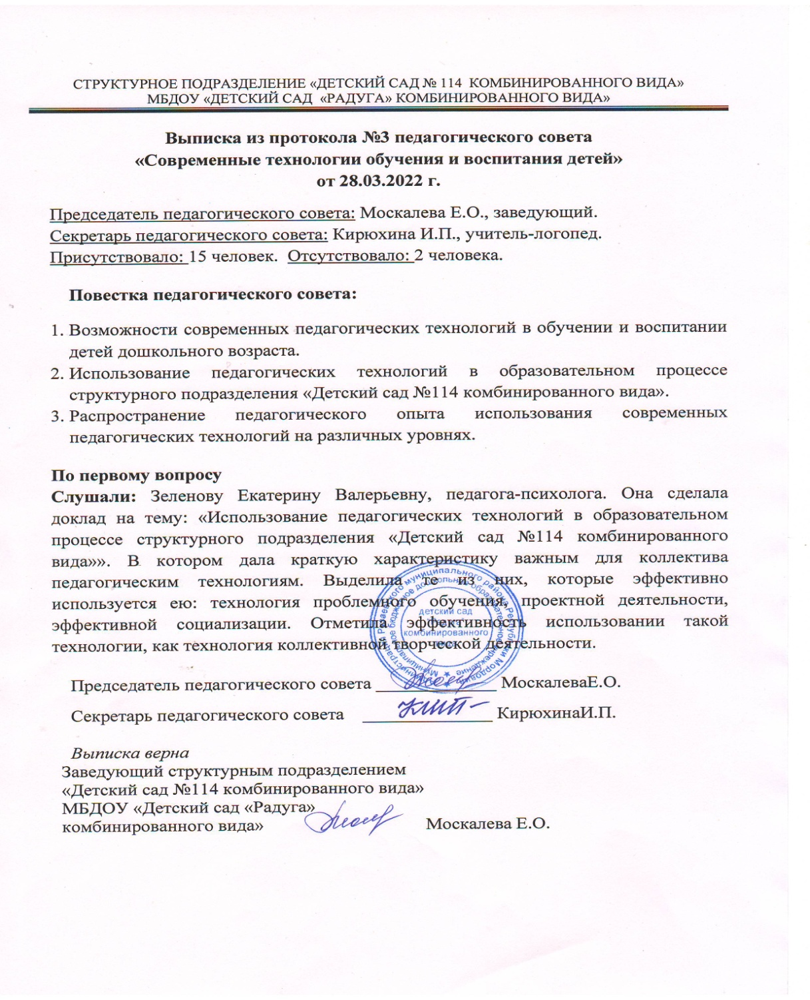 СТРУКТУРНОЕ ПОДРАЗДЕЛЕНИЕ «ДЕТСКИЙ САД № 114 КОМБИНИРОВАННОГО ВИДА»
МБДОУ «ДЕТСКИЙ САД «РАДУГА» КОМБИНИРОВАННОГО ВИДА»
Выписка из протокола №3 педагогического совета
«Современные технологии обучения и воспитания детей»
от 28.03.2022 г.
Председатель педагогического совета: Москалева Е.О., заведующий.
Секретарь педагогического совета: Кирюхина И.П., учитель-логопед.
Присутствовало: 15 человек. Отсутствовало: 2 человека.
Повестка педагогического совета:
1. Возможности современных педагогических технологий в обучении и воспитании
детей дошкольного возраста.
2. Использование педагогических технологий в образовательном процессе
структурного подразделения «Детский сад №114 комбинированного вида».
3. Распространение педагогического опыта использования современных
педагогических технологий на различных уровнях.
По первому вопросу
Слушали: Зеленову Екатерину Валерьевну, педагога-психолога. Она сделала
доклад на тему: «Использование педагогических технологий в образовательном
процессе структурного подразделения «Детский сад №114 комбинированного
вида»». В котором дала краткую характеристику важным для коллектива
педагогическим технологиям. Выделила те из них, которые эффективно
используется ею: технология проблемного обучения, проектной деятельности,
эффективной социализации. Отметила эффективность использовании такой
технологии, как технология коллективной творческой деятельности.
детский сад
комбинированного
Председатель педагогического совета ______________ МоскалеваЕ.О.
Секретарь педагогического совета _______________ КирюхинаИ.П.
Выписка верна
Заведующий структурным подразделением
«Детский сад №114 комбинированного вида»
МБДОУ «Детский сад «Радуга»
комбинированного вида» Москалева Е.О.